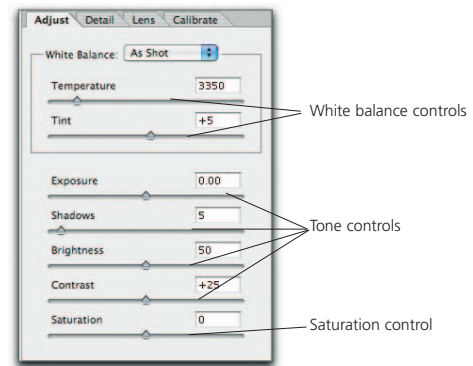 Adjust Detail Lens Calibrate
White Balance: As Shot
Temperature 3350
White balance controls
Tint +5
Exposure 0.00
Shadows 5
Tone controls
Brightness 50
Contrast +25
Saturation 0
Saturation control